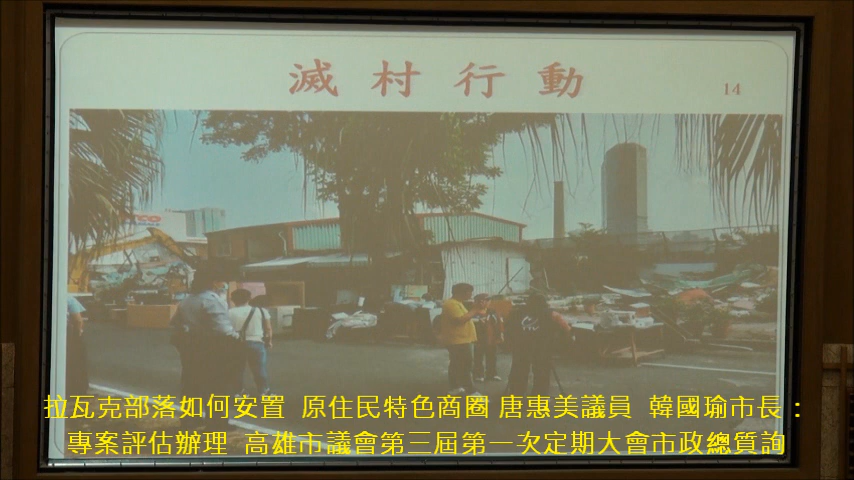 滅村行動
14
拉瓦克部落如何安置 原住民特色商圈 唐惠美議員 韓國瑜市長：
專案評估辦理 高雄市議會第三屆第一次定期大會市政總質詢